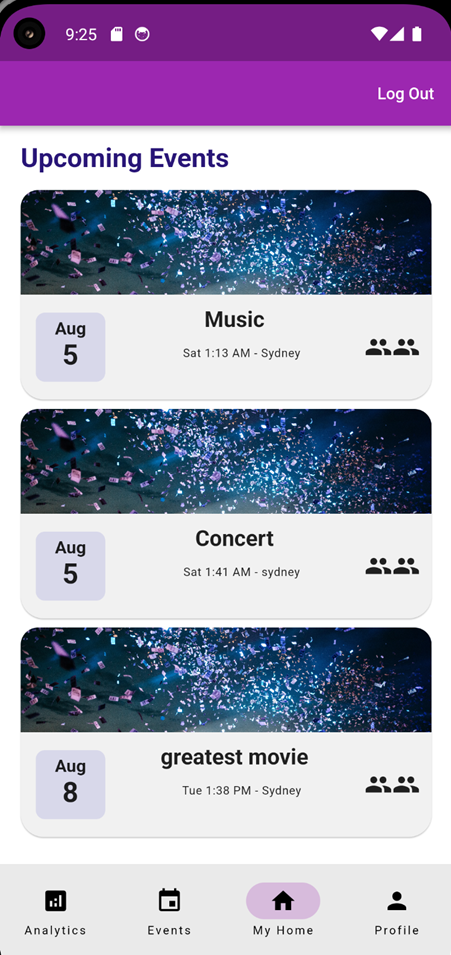 9:25
Log Out
Upcoming Events
Music
Aug
5
Sat 1:13 AM - Sydney
Concert
Aug
5
Sat 1:41 AM - sydney
greatest movie
Aug
8
Tue 1:38 PM - Sydney
Analytics
Events
My Home
Profile